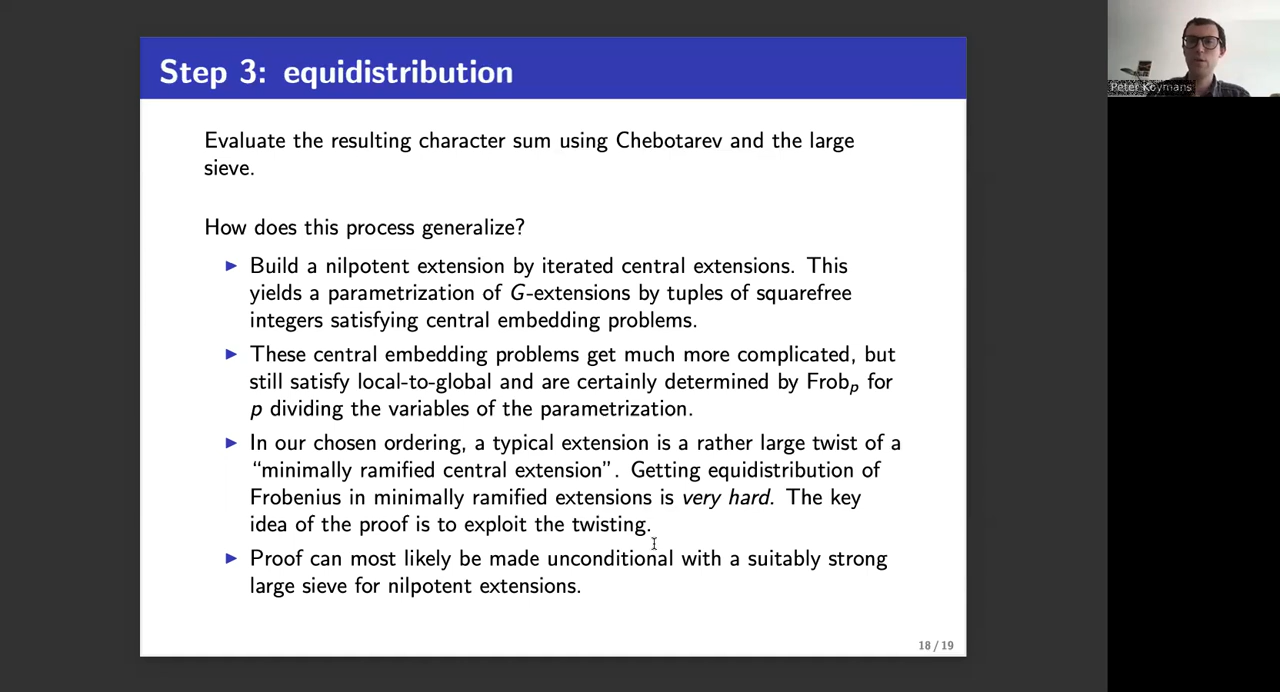 Step 3: equidistribution
Peter Koymans
Evaluate the resulting character sum using Chebotarev and the large
sieve.
How does this process generalize?
▶ Build a nilpotent extension by iterated central extensions. This
yields a parametrization of G-extensions by tuples of squarefree
integers satisfying central embedding problems.
▶ These central embedding problems get much more complicated, but
still satisfy local-to-global and are certainly determined by Frobₚ for
p dividing the variables of the parametrization.
▶ In our chosen ordering, a typical extension is a rather large twist of a
“minimally ramified central extension”. Getting equidistribution of
Frobenius in minimally ramified extensions is very hard. The key
idea of the proof is to exploit the twisting.
▶ Proof can most likely be made unconditional with a suitably strong
large sieve for nilpotent extensions.
18 / 19